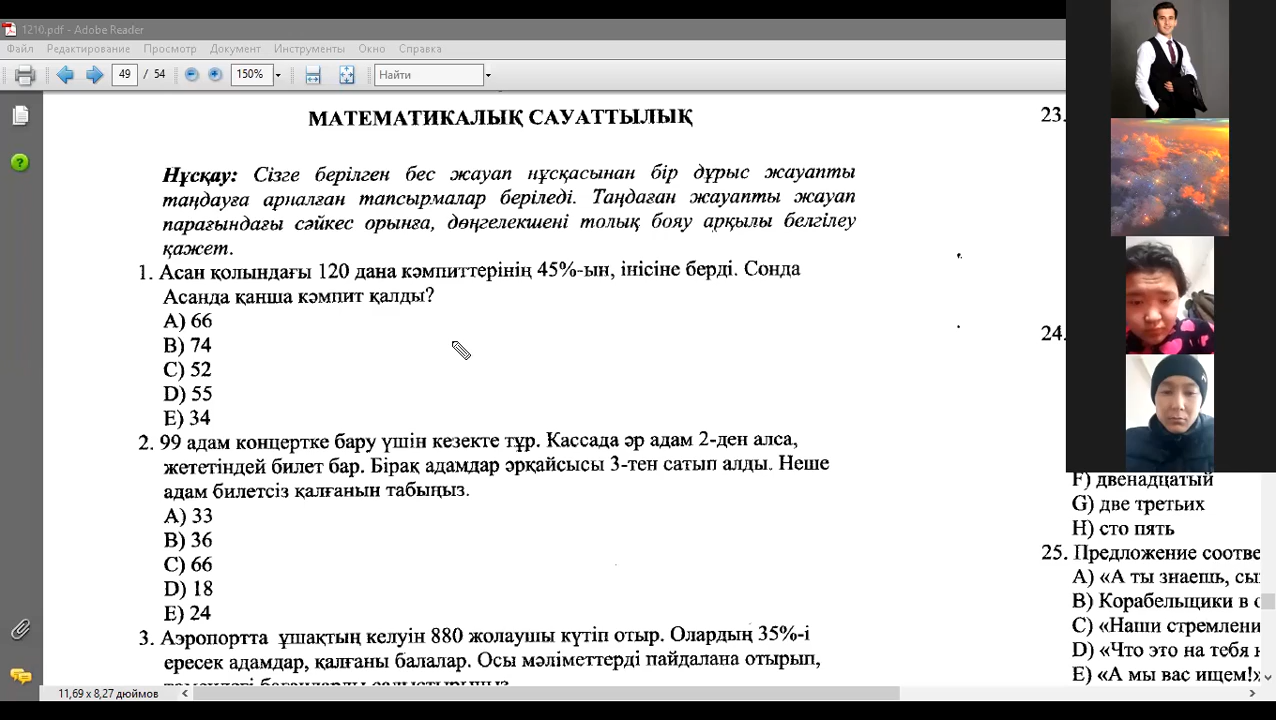 1210.pdf - Adobe Reader
Файл Редактирование Просмотр Документ Инструменты Окно Справка
49 / 54 150% Найти
МАТЕМАТИКАЛЫҚ САУАТТЫЛЫҚ
Нұсқау: Сізге берілген бес жауап нұсқасынан бір дұрыс жауапты
таңдауға арналған тапсырмалар беріледі. Таңдаған жауапты жауап
парағындағы сәйкес орынға, дөңгелекшені толық бояу арқылы белгілеу
қажет.
1. Асан қолындағы 120 дана кәмпиттерінің 45%-ын, інісіне берді. Сонда
Асанда қанша кәмпит қалды?
A) 66
B) 74
C) 52
D) 55
E) 34
2. 99 адам концертке бару үшін кезекте тұр. Кассада әр адам 2-ден алса,
жететіндей билет бар. Бірақ адамдар әрқайсысы 3-тен сатып алды. Неше
адам билетсіз қалғанын табыңыз.
A) 33
B) 36
C) 66
D) 18
E) 24
3. Аэропортта ұшақтың келуін 880 жолаушы күтіп отыр. Олардың 35%-і
ересек адамдар, қалғаны балалар. Осы мәліметтерді пайдалана отырып,
23.
24.
F) двенадцатый
G) две третьих
H) сто пять
25. Предложение соотве
A) «А ты знаешь, сы
B) Корабельщики в о
C) «Наши стремлени
D) «Что это на тебя н
E) «А мы вас ищем!»
11,69 x 8,27 дюймов